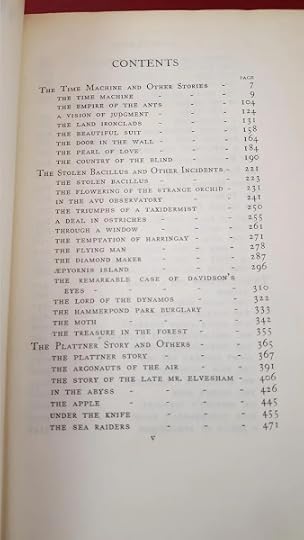 CONTENTS
PAGE
The Time Machine and Other Stories - 7
THE TIME MACHINE - - - 9
THE EMPIRE OF THE ANTS - - - 104
A VISION OF JUDGMENT - - - 124
THE LAND IRONCLADS - - - 131
THE BEAUTIFUL SUIT - - - 158
THE DOOR IN THE WALL - - - 164
THE PEARL OF LOVE - - - 184
THE COUNTRY OF THE BLIND - - - 190
The Stolen Bacillus and Other Incidents - 221
THE STOLEN BACILLUS - - - 223
THE FLOWERING OF THE STRANGE ORCHID - 231
IN THE AVU OBSERVATORY - - - 241
THE TRIUMPHS OF A TAXIDERMIST - - 250
A DEAL IN OSTRICHES - - - 255
THROUGH A WINDOW - - - 261
THE TEMPTATION OF HARRINGAY - - 271
THE FLYING MAN - - - 278
THE DIAMOND MAKER - - - 287
ÆPYORNIS ISLAND - - - 296
THE REMARKABLE CASE OF DAVIDSON'S
EYES - - - - 310
THE LORD OF THE DYNAMOS - - 322
THE HAMMERPOND PARK BURGLARY - - 333
THE MOTH - - - - 342
THE TREASURE IN THE FOREST - - 355
The Plattner Story and Others - - 365
THE PLATTNER STORY - - - 367
THE ARGONAUTS OF THE AIR - - 391
THE STORY OF THE LATE MR. ELVESHAM - 406
IN THE ABYSS - - - - 426
THE APPLE - - - - 445
UNDER THE KNIFE - - - 455
THE SEA RAIDERS - - - 471
v